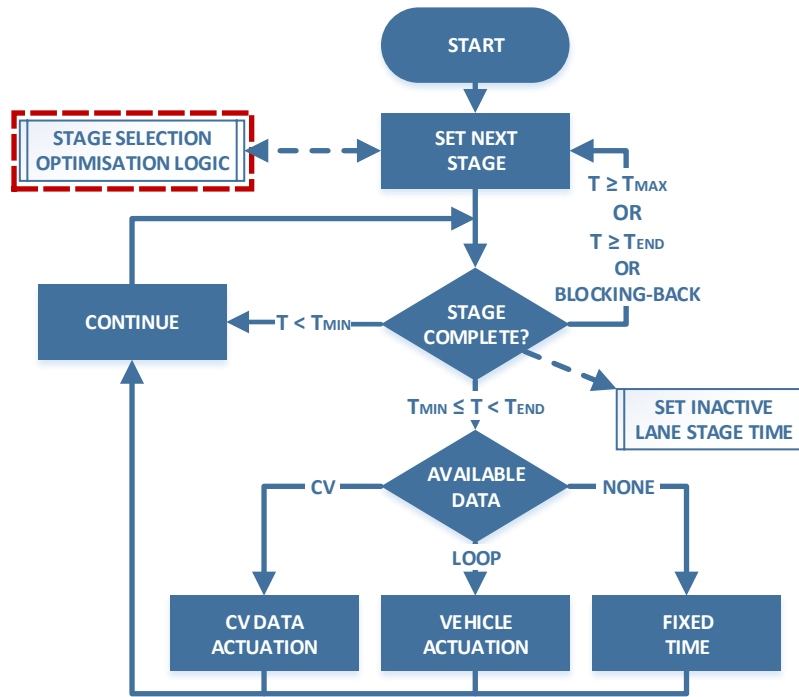 START
STAGE SELECTION
OPTIMISATION LOGIC
SET NEXT
STAGE
T ≥ TMAX
OR
T ≥ TEND
OR
BLOCKING-BACK
CONTINUE
T < TMIN
STAGE
COMPLETE?
TMIN ≤ T < TEND
SET INACTIVE
LANE STAGE TIME
AVAILABLE
DATA
CV
NONE
LOOP
CV DATA
ACTUATION
VEHICLE
ACTUATION
FIXED
TIME